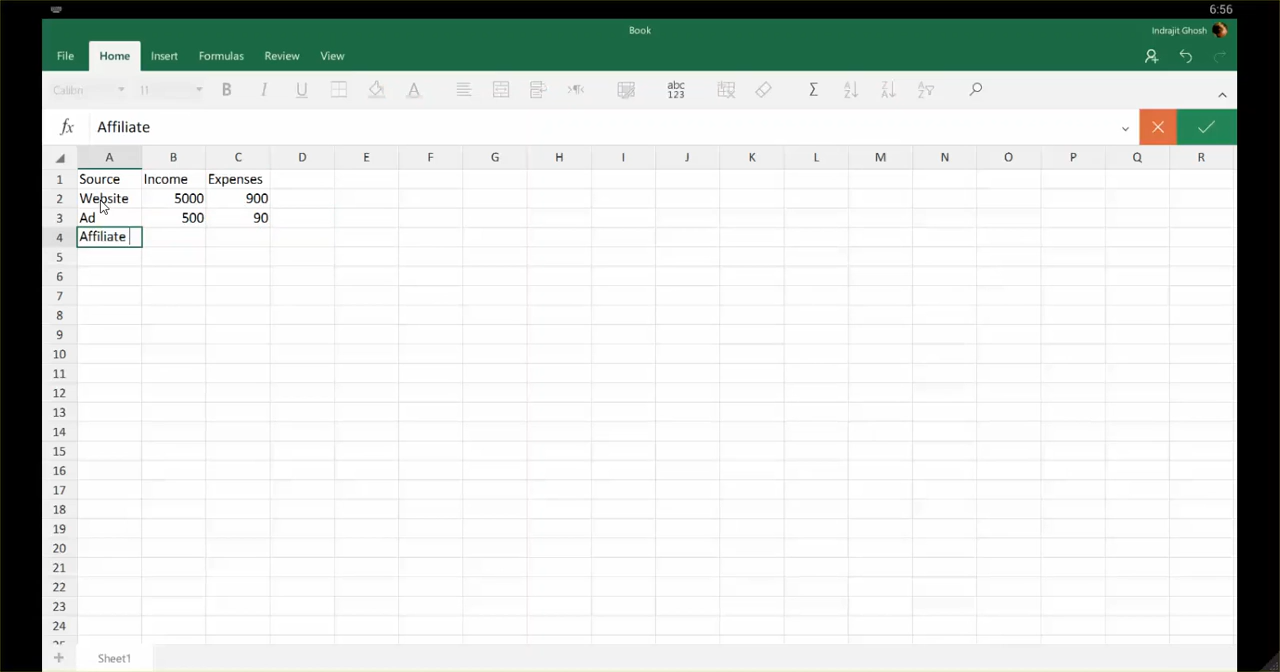 6:56
Book
Indrajit Ghosh
File Home Insert Formulas Review View
Calibri 11 B I U A abc 123 Σ A Z Z A A Z
fx Affiliate
A B C D E F G H I J K L M N O P Q R
1 Source Income Expenses
2 Website 5000 900
3 Ad 500 90
4 Affiliate
5
6
7
8
9
10
11
12
13
14
15
16
17
18
19
20
21
22
23
24
25
Sheet1